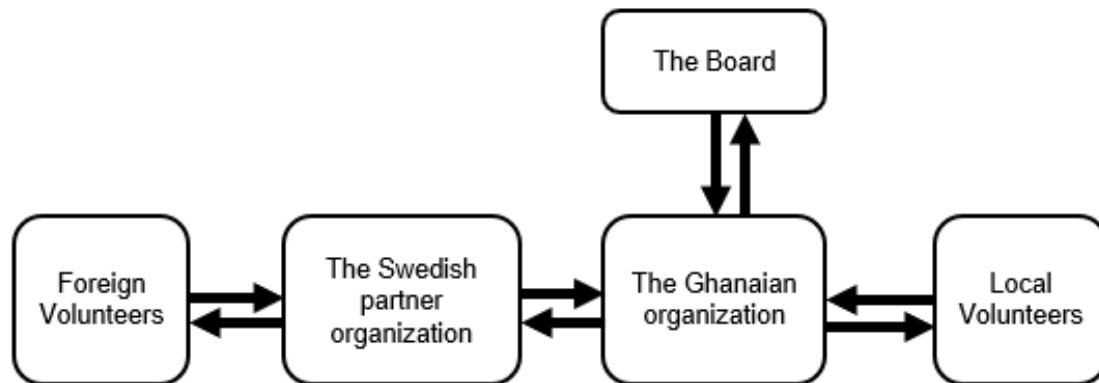 The Board
Foreign
Volunteers
The Swedish
partner
organization
The Ghanaian
organization
Local
Volunteers